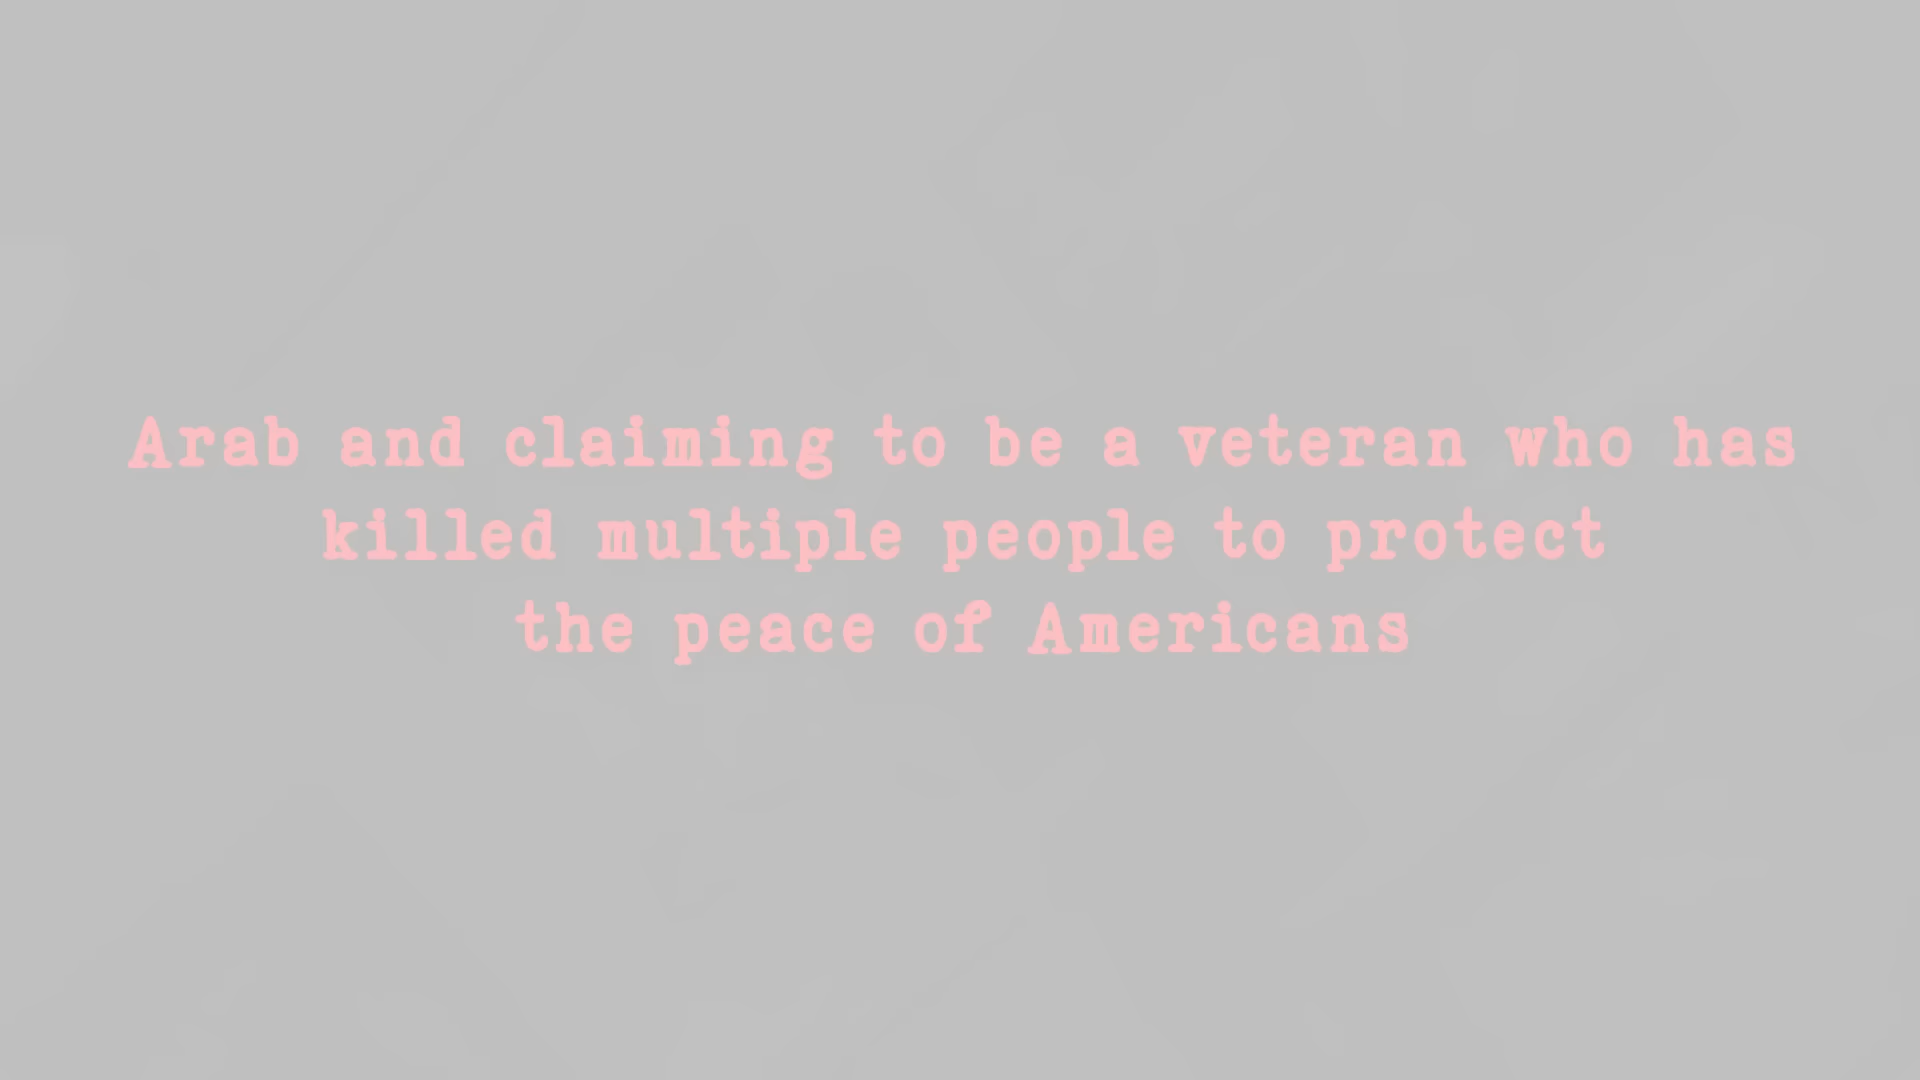 Arab and claiming to be a veteran who has
killed multiple people to protect
the peace of Americans